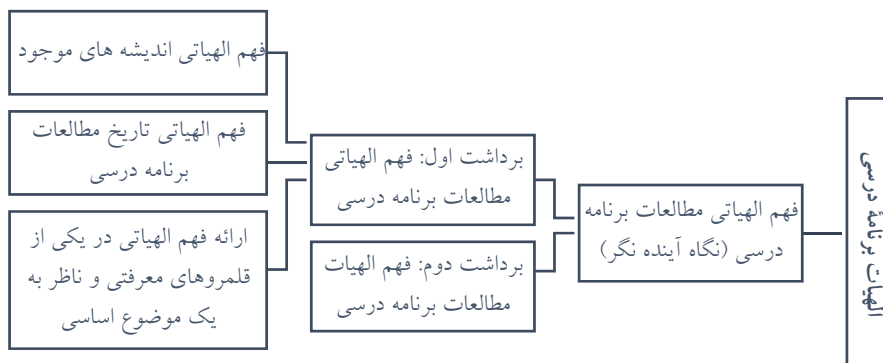 الهیات برنامهٔ درسی
فهم الهیاتی مطالعات برنامه
درسی (نگاه آینده نگر)
برداشت اول: فهم الهیاتی
مطالعات برنامه درسی
برداشت دوم: فهم الهیات
مطالعات برنامه درسی
فهم الهیاتی اندیشه های موجود
فهم الهیاتی تاریخ مطالعات
برنامه درسی
ارائه فهم الهیاتی در یکی از
قلمروهای معرفتی و ناظر به
یک موضوع اساسی